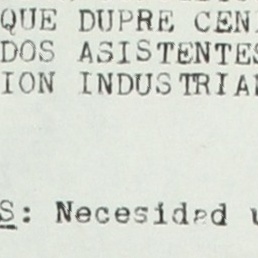 QUE DUPRE CEN
DOS ASISTENTES
ION INDUSTRIA
S: Necesidad u